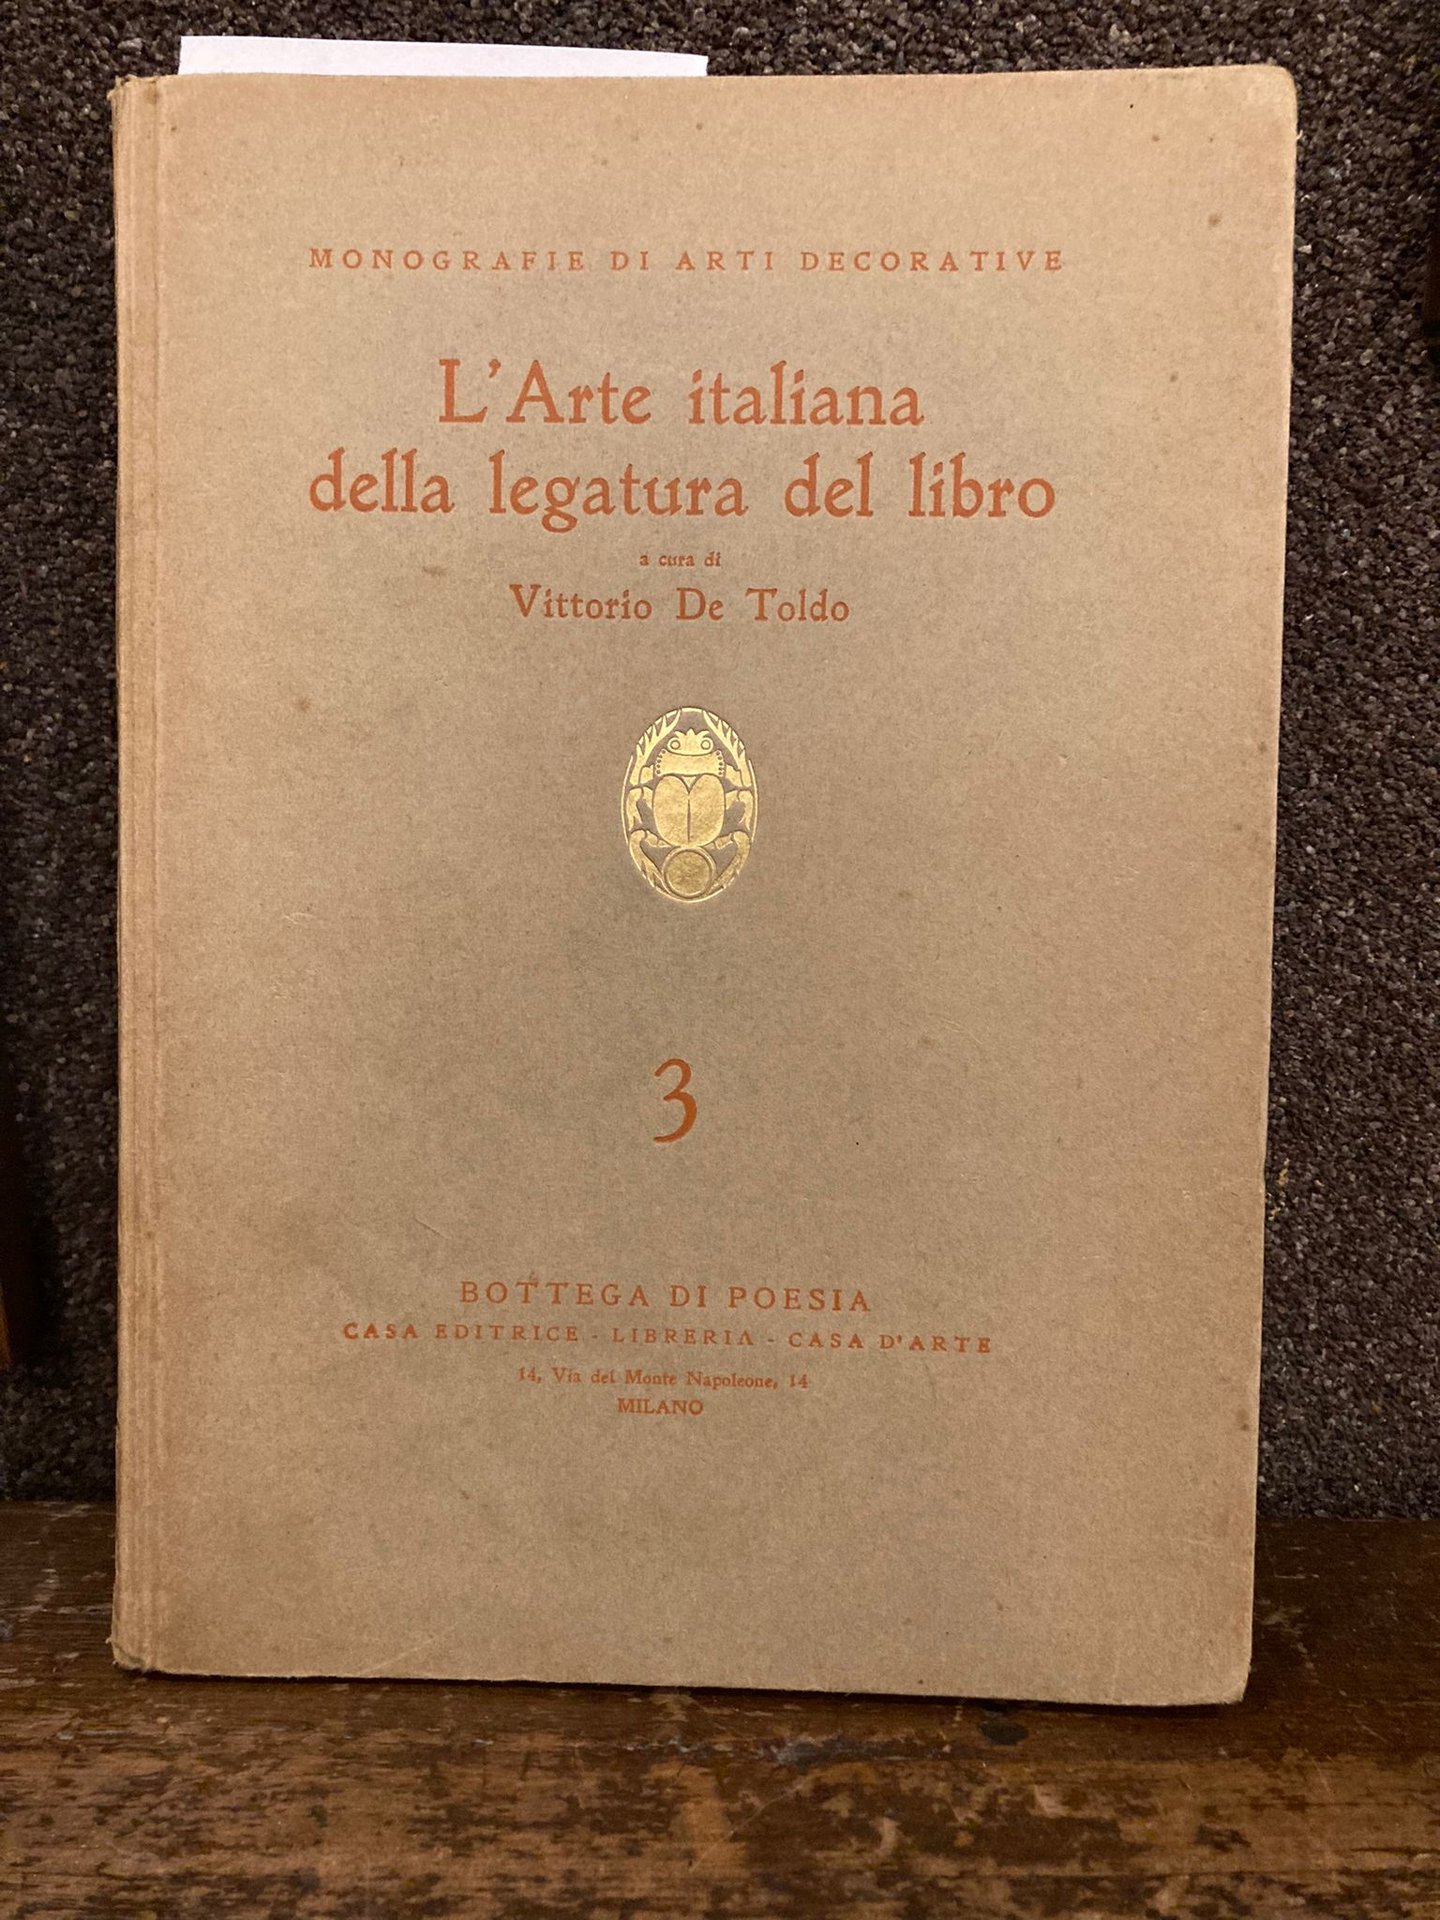 MONOGRAFIE DI ARTI DECORATIVE
L'Arte italiana
della legatura del libro
a cura di
Vittorio De Toldo
3
BOTTEGA DI POESIA
CASA EDITRICE - LIBRERIA - CASA D'ARTE
14, Via del Monte Napoleone, 14
MILANO